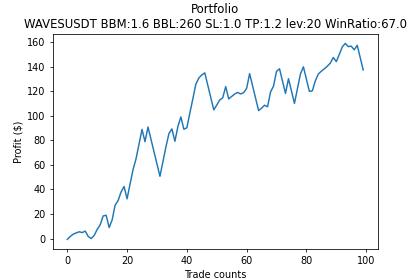 Portfolio
WAVESUSDT BBM:1.6 BBL:260 SL:1.0 TP:1.2 lev:20 WinRatio:67.0
160
140
120
100
80
60
40
20
0
Profit ($)
0 20 40 60 80 100
Trade counts